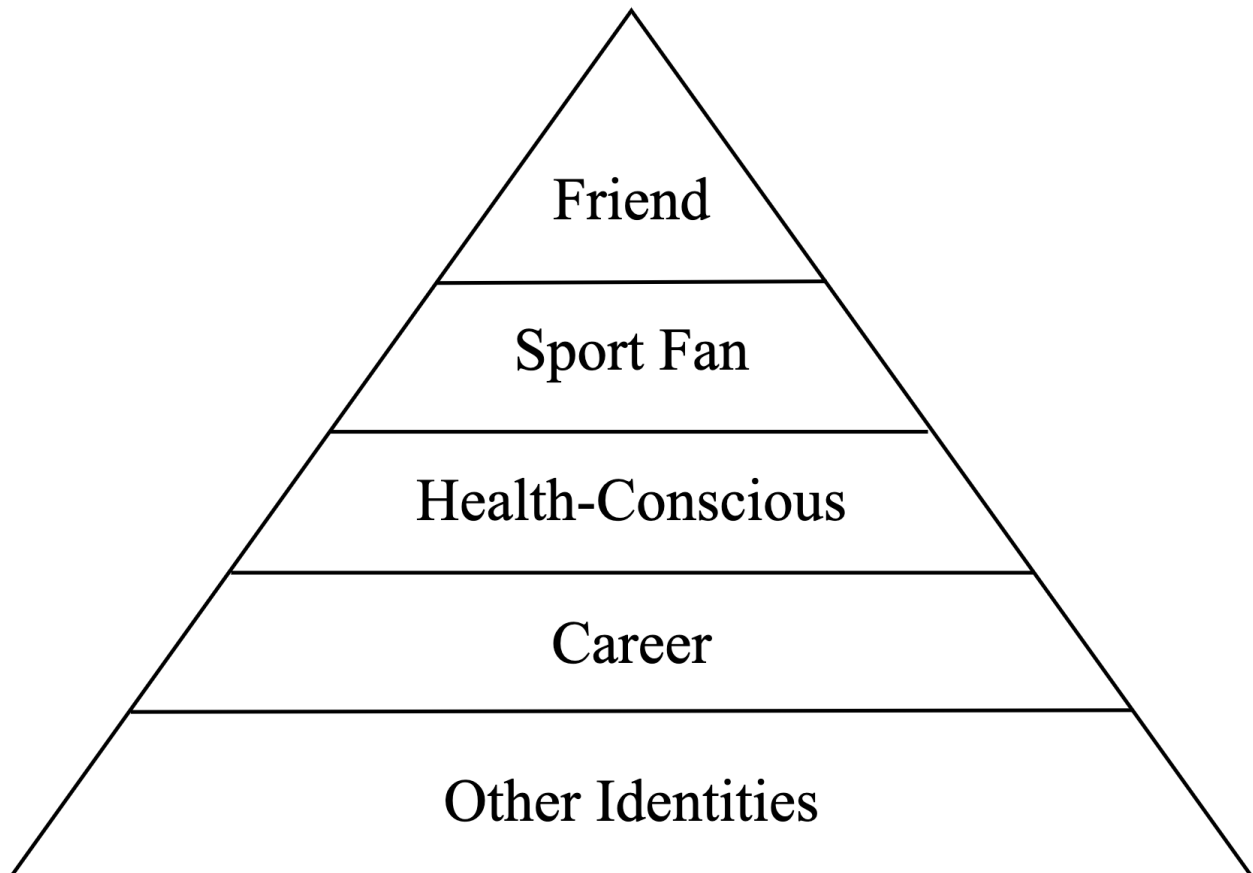 Friend
Sport Fan
Health-Conscious
Career
Other Identities